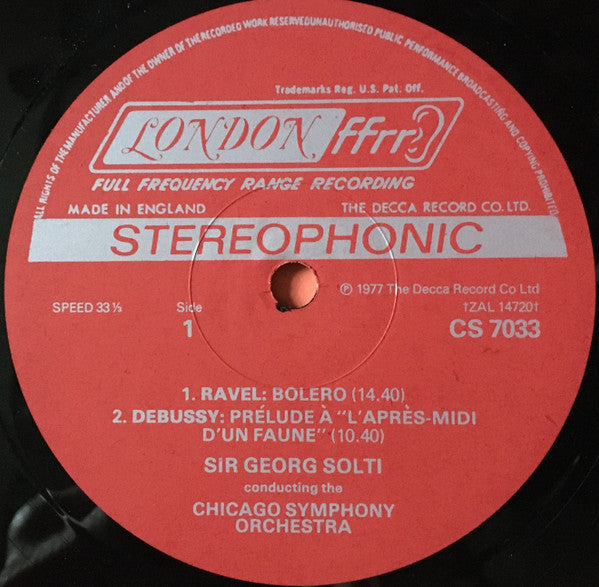 ALL RIGHTS OF THE MANUFACTURER AND OF THE OWNER OF THE RECORDED WORK RESERVED UNAUTHORISED PUBLIC PERFORMANCE BROADCASTING AND COPYING PROHIBITED
Trademarks Reg. U.S. Pat. Off.
LONDON ffrr
FULL FREQUENCY RANGE RECORDING
MADE IN ENGLAND THE DECCA RECORD CO. LTD.
STEREOPHONIC
℗ 1977 The Decca Record Co Ltd
SPEED 33⅓ Side †ZAL 14720†
1 CS 7033
1. RAVEL: BOLERO (14.40)
2. DEBUSSY: PRÉLUDE À "L'APRÈS-MIDI
D'UN FAUNE" (10.40)
SiR GEORG SOLTI
conducting the
CHICAGO SYMPHONY
ORCHESTRA